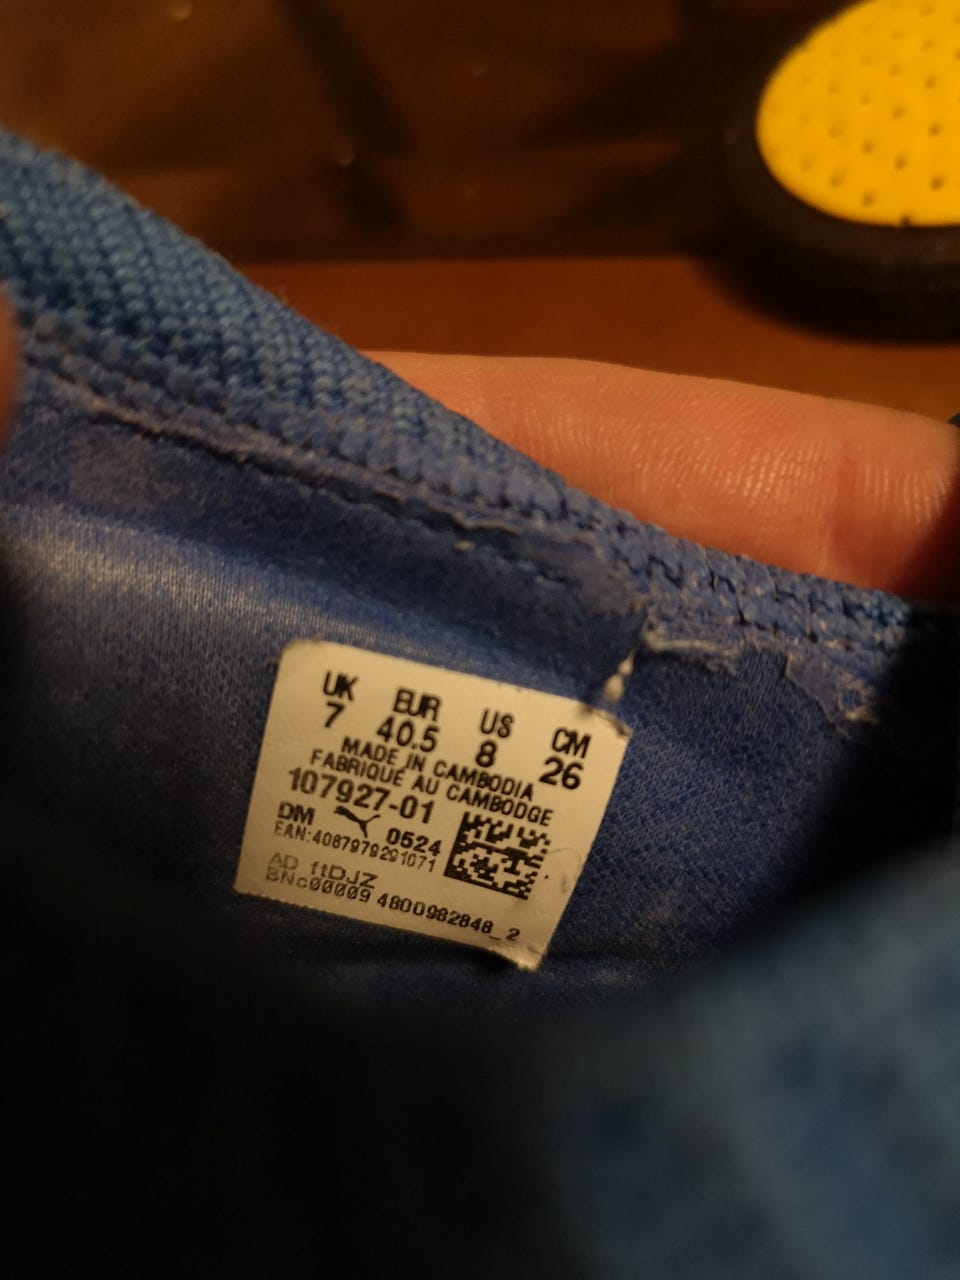 UK EUR US CM
7 40.5 8 26
MADE IN CAMBODIA
FABRIQUÉ AU CAMBODGE
107927-01
DM 0524
EAN:4067979291071
AD ftDJZ
BNc00009 4800982848_2